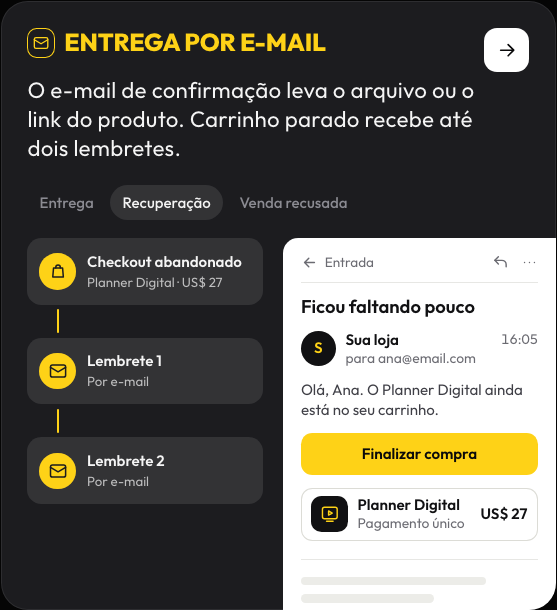 ENTREGA POR E-MAIL
O e-mail de confirmação leva o arquivo ou o
link do produto. Carrinho parado recebe até
dois lembretes.
Entrega
Recuperação
Venda recusada
Checkout abandonado
Planner Digital · US$ 27
Lembrete 1
Por e-mail
Lembrete 2
Por e-mail
Entrada
Ficou faltando pouco
S
Sua loja
16:05
para ana@email.com
Olá, Ana. O Planner Digital ainda
está no seu carrinho.
Finalizar compra
Planner Digital
Pagamento único
US$ 27